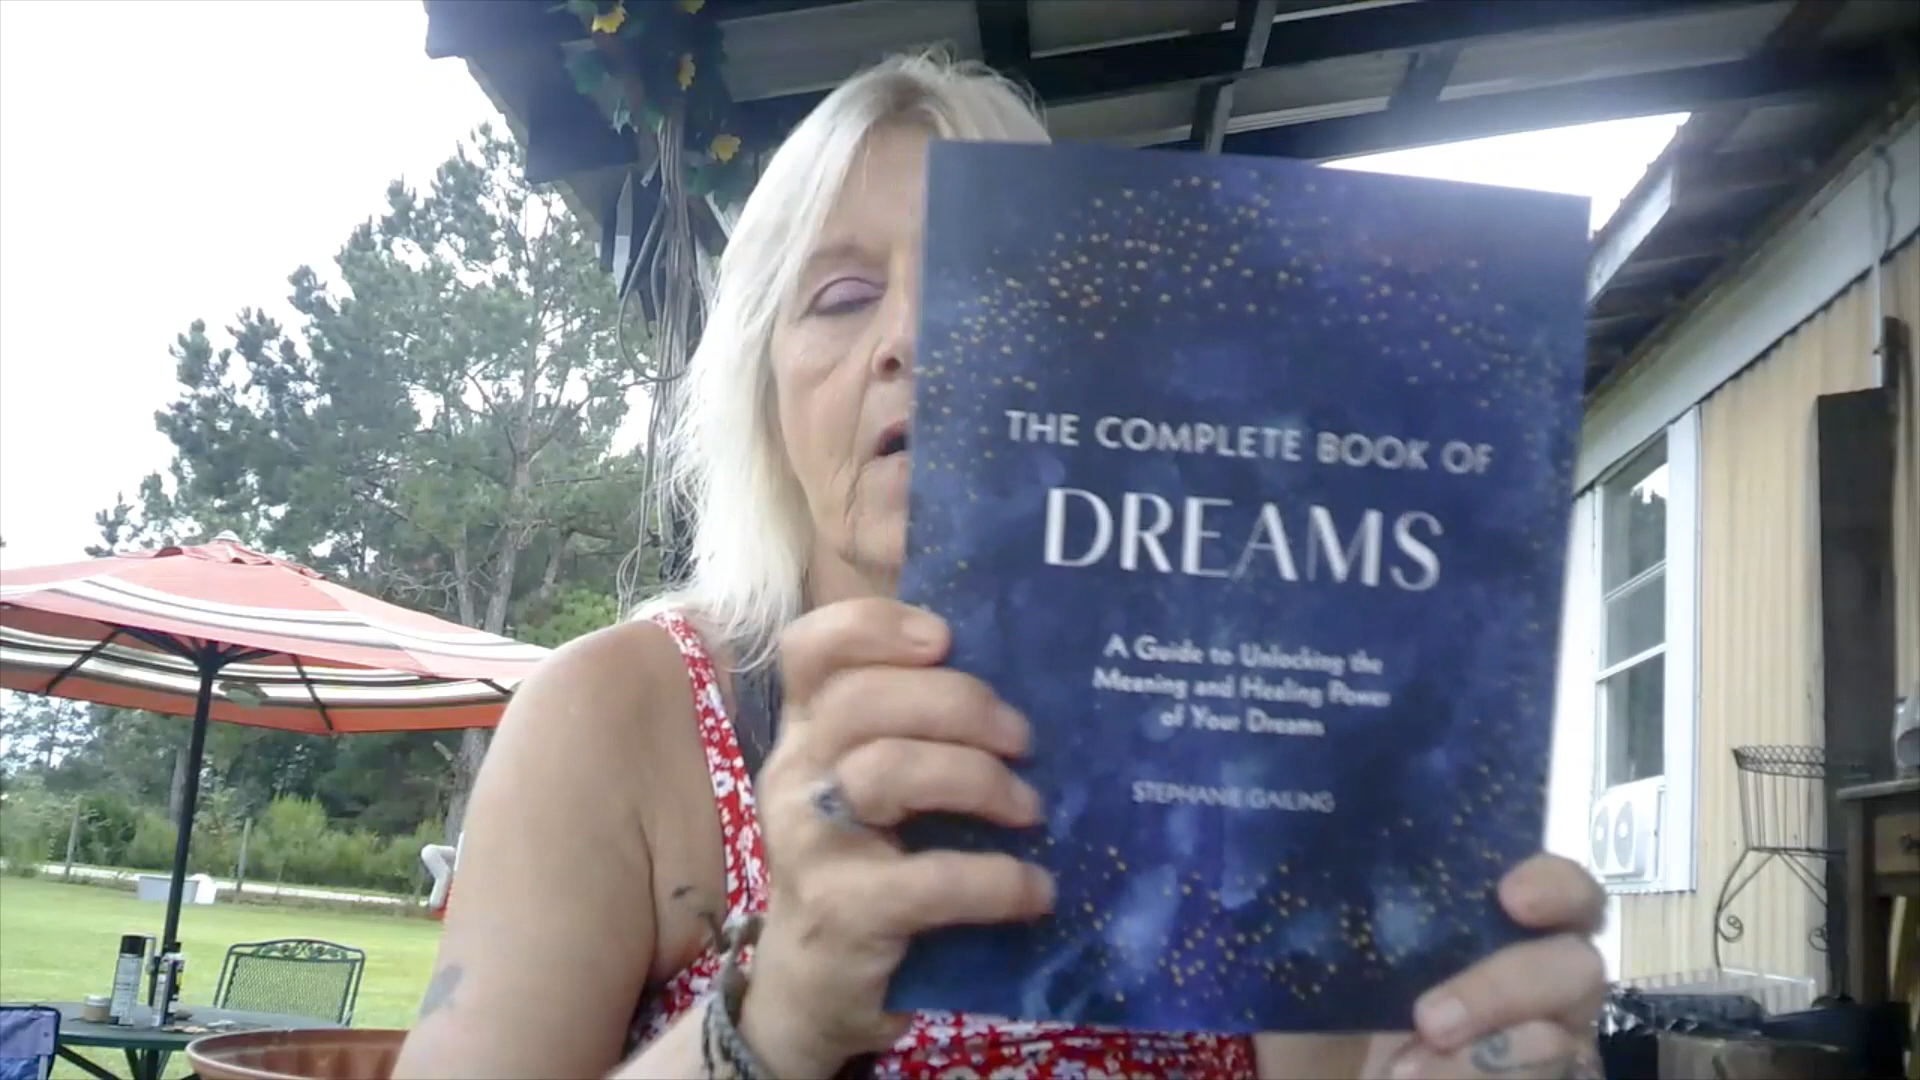 THE COMPLETE BOOK OF
DREAMS
A Guide to Unlocking the
Meaning and Healing Power
of Your Dreams
STEPHANIE GAILING